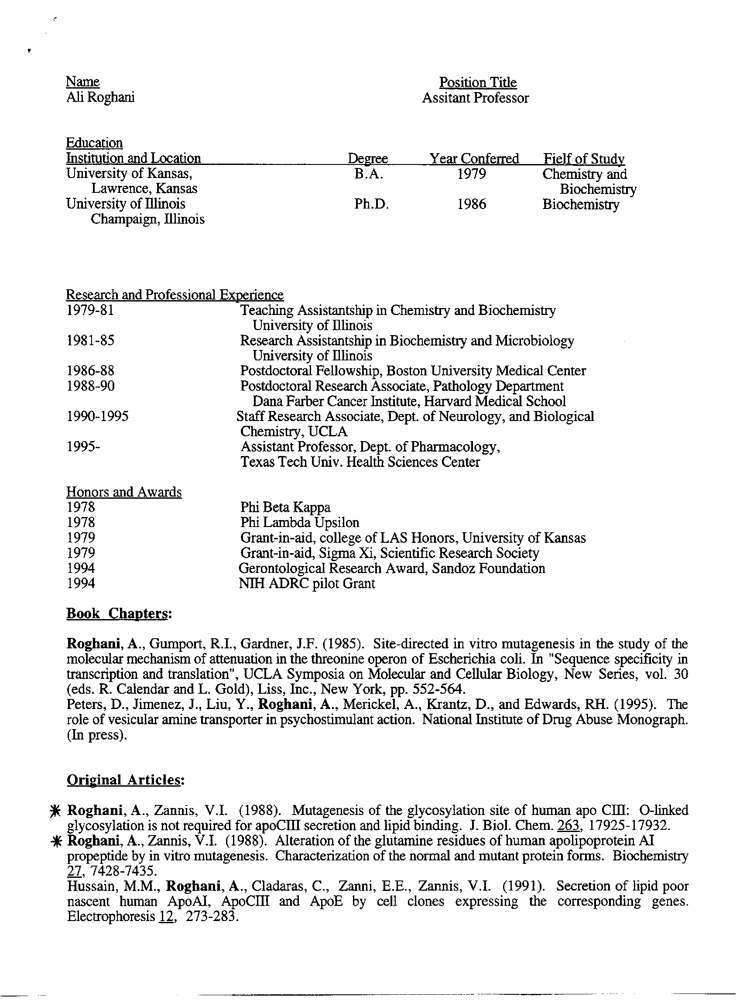 Name Position Title
Ali Roghani Assitant Professor
Education
Institution and Location Degree Year Conferred Fielf of Study
University of Kansas, B.A. 1979 Chemistry and
Lawrence, Kansas Biochemistry
University of Illinois Ph.D. 1986 Biochemistry
Champaign, Illinois
Research and Professional Experience
1979-81 Teaching Assistantship in Chemistry and Biochemistry
University of Illinois
1981-85 Research Assistantship in Biochemistry and Microbiology
University of Illinois
1986-88 Postdoctoral Fellowship, Boston University Medical Center
1988-90 Postdoctoral Research Associate, Pathology Department
Dana Farber Cancer Institute, Harvard Medical School
1990-1995 Staff Research Associate, Dept. of Neurology, and Biological
Chemistry, UCLA
1995- Assistant Professor, Dept. of Pharmacology,
Texas Tech Univ. Health Sciences Center
Honors and Awards
1978 Phi Beta Kappa
1978 Phi Lambda Upsilon
1979 Grant-in-aid, college of LAS Honors, University of Kansas
1979 Grant-in-aid, Sigma Xi, Scientific Research Society
1994 Gerontological Research Award, Sandoz Foundation
1994 NIH ADRC pilot Grant
Book Chapters:
Roghani, A., Gumport, R.I., Gardner, J.F. (1985). Site-directed in vitro mutagenesis in the study of the
molecular mechanism of attenuation in the threonine operon of Escherichia coli. In "Sequence specificity in
transcription and translation", UCLA Symposia on Molecular and Cellular Biology, New Series, vol. 30
(eds. R. Calendar and L. Gold), Liss, Inc., New York, pp. 552-564.
Peters, D., Jimenez, J., Liu, Y., Roghani, A., Merickel, A., Krantz, D., and Edwards, RH. (1995). The
role of vesicular amine transporter in psychostimulant action. National Institute of Drug Abuse Monograph.
(In press).
Original Articles:
* Roghani, A., Zannis, V.I. (1988). Mutagenesis of the glycosylation site of human apo CIII: O-linked
glycosylation is not required for apoCIII secretion and lipid binding. J. Biol. Chem. 263, 17925-17932.
* Roghani, A., Zannis, V.I. (1988). Alteration of the glutamine residues of human apolipoprotein AI
propeptide by in vitro mutagenesis. Characterization of the normal and mutant protein forms. Biochemistry
27, 7428-7435.
Hussain, M.M., Roghani, A., Cladaras, C., Zanni, E.E., Zannis, V.I. (1991). Secretion of lipid poor
nascent human ApoAI, ApoCIII and ApoE by cell clones expressing the corresponding genes.
Electrophoresis 12, 273-283.